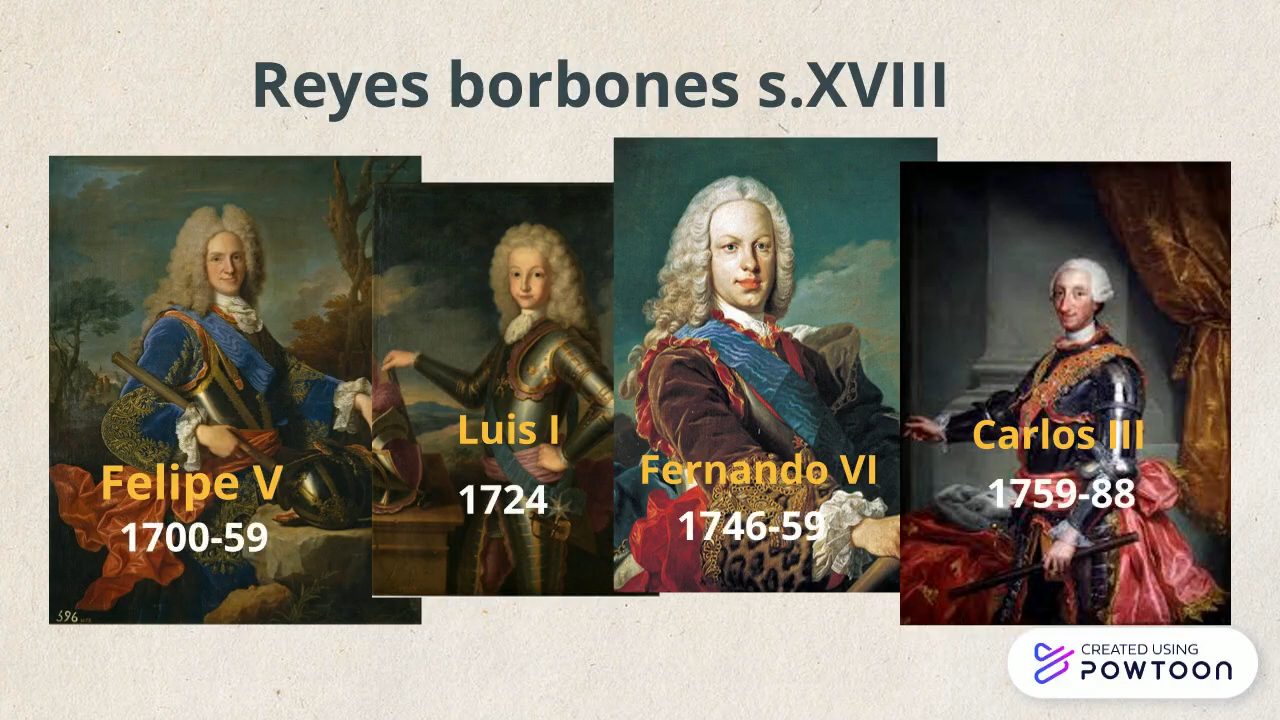 Reyes borbones s.XVIII
Felipe V
1700-59
Luis I
1724
Fernando VI
1746-59
Carlos III
1759-88
596
CREATED USING
POWTOON